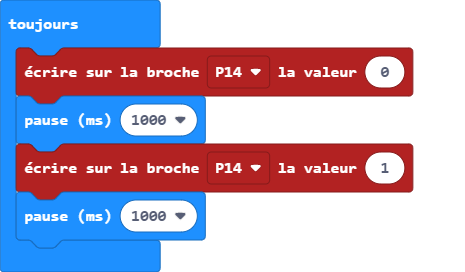 toujours
écrire sur la broche P14 la valeur 0
pause (ms) 1000
écrire sur la broche P14 la valeur 1
pause (ms) 1000